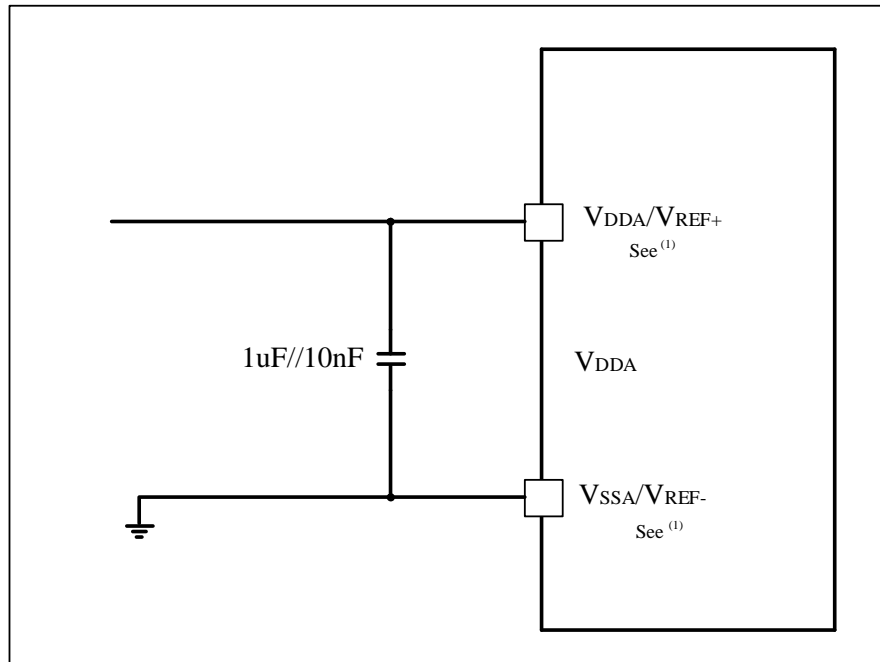 VDDA/VREF+
See (1)
1uF//10nF
VDDA
VSSA/VREF-
See (1)